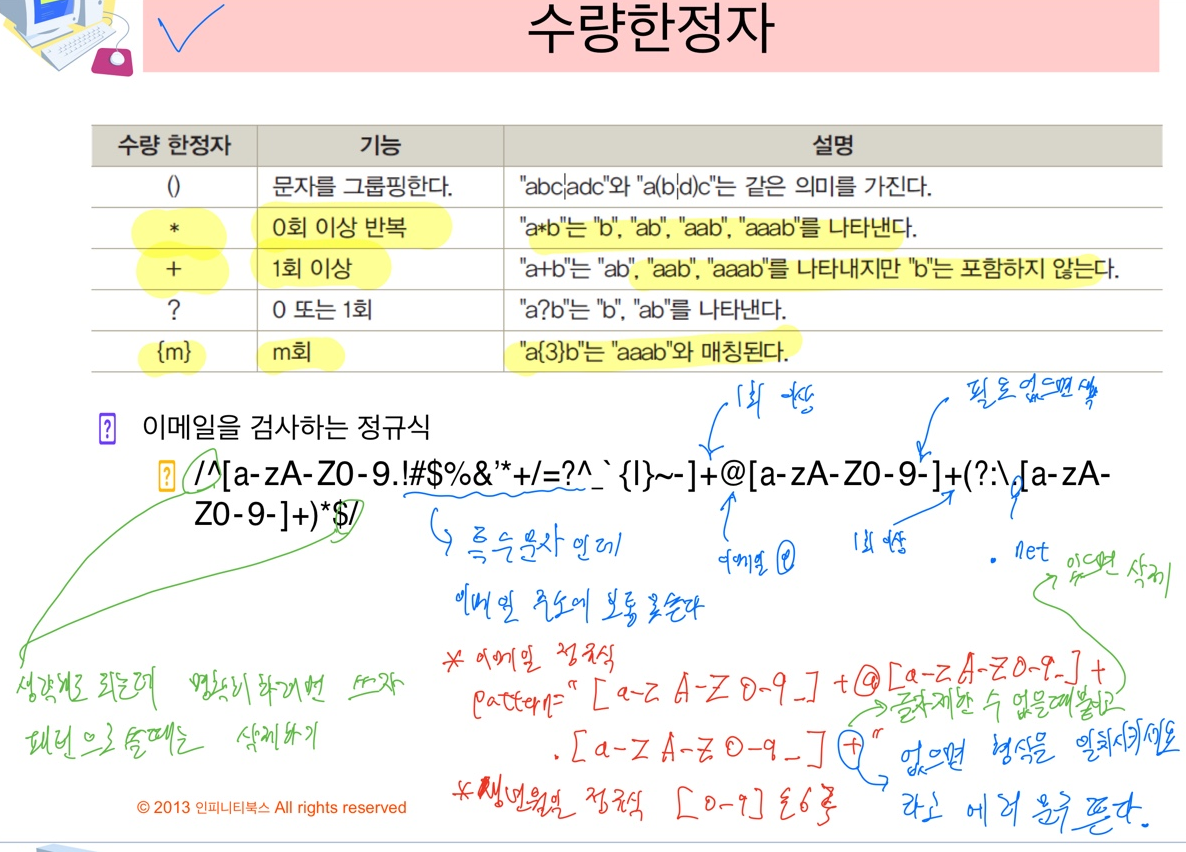 수량한정자
수량 한정자 기능 설명
() 문자를 그룹핑한다. "abc|adc"와 "a(b|d)c"는 같은 의미를 가진다.
* 0회 이상 반복 "a*b"는 "b", "ab", "aab", "aaab"를 나타낸다.
+ 1회 이상 "a+b"는 "ab", "aab", "aaab"를 나타내지만 "b"는 포함하지 않는다.
? 0 또는 1회 "a?b"는 "b", "ab"를 나타낸다.
{m} m회 "a{3}b"는 "aaab"와 매칭된다.
1회 이상
필요없으면
이메일을 검사하는 정규식
/^[a-zA-Z0-9.!#$%&’*+/=?^_`{|}~-]+@[a-zA-Z0-9-]+(?:\.[a-zA-
Z0-9-]+)*$/
특수문자인데
이메일 주소에 보통 못쓴다
이메일 @
1회 이상
. net
있으면 삭제
생략해도 되는데 명확히 하려면 쓰자
패턴으로 쓸때는 삭제하기
* 이메일 정규식
pattern="[a-z A-Z 0-9_]+@[a-z A-Z 0-9_]+
.[a-z A-Z 0-9_]+"
글자제한 수 없을때 붙이고
없으면 형식을 일치시키세요
라고 에러 문구 뜬다.
* 생년월일 정규식 [0-9]{6}
© 2013 인피니티북스 All rights reserved